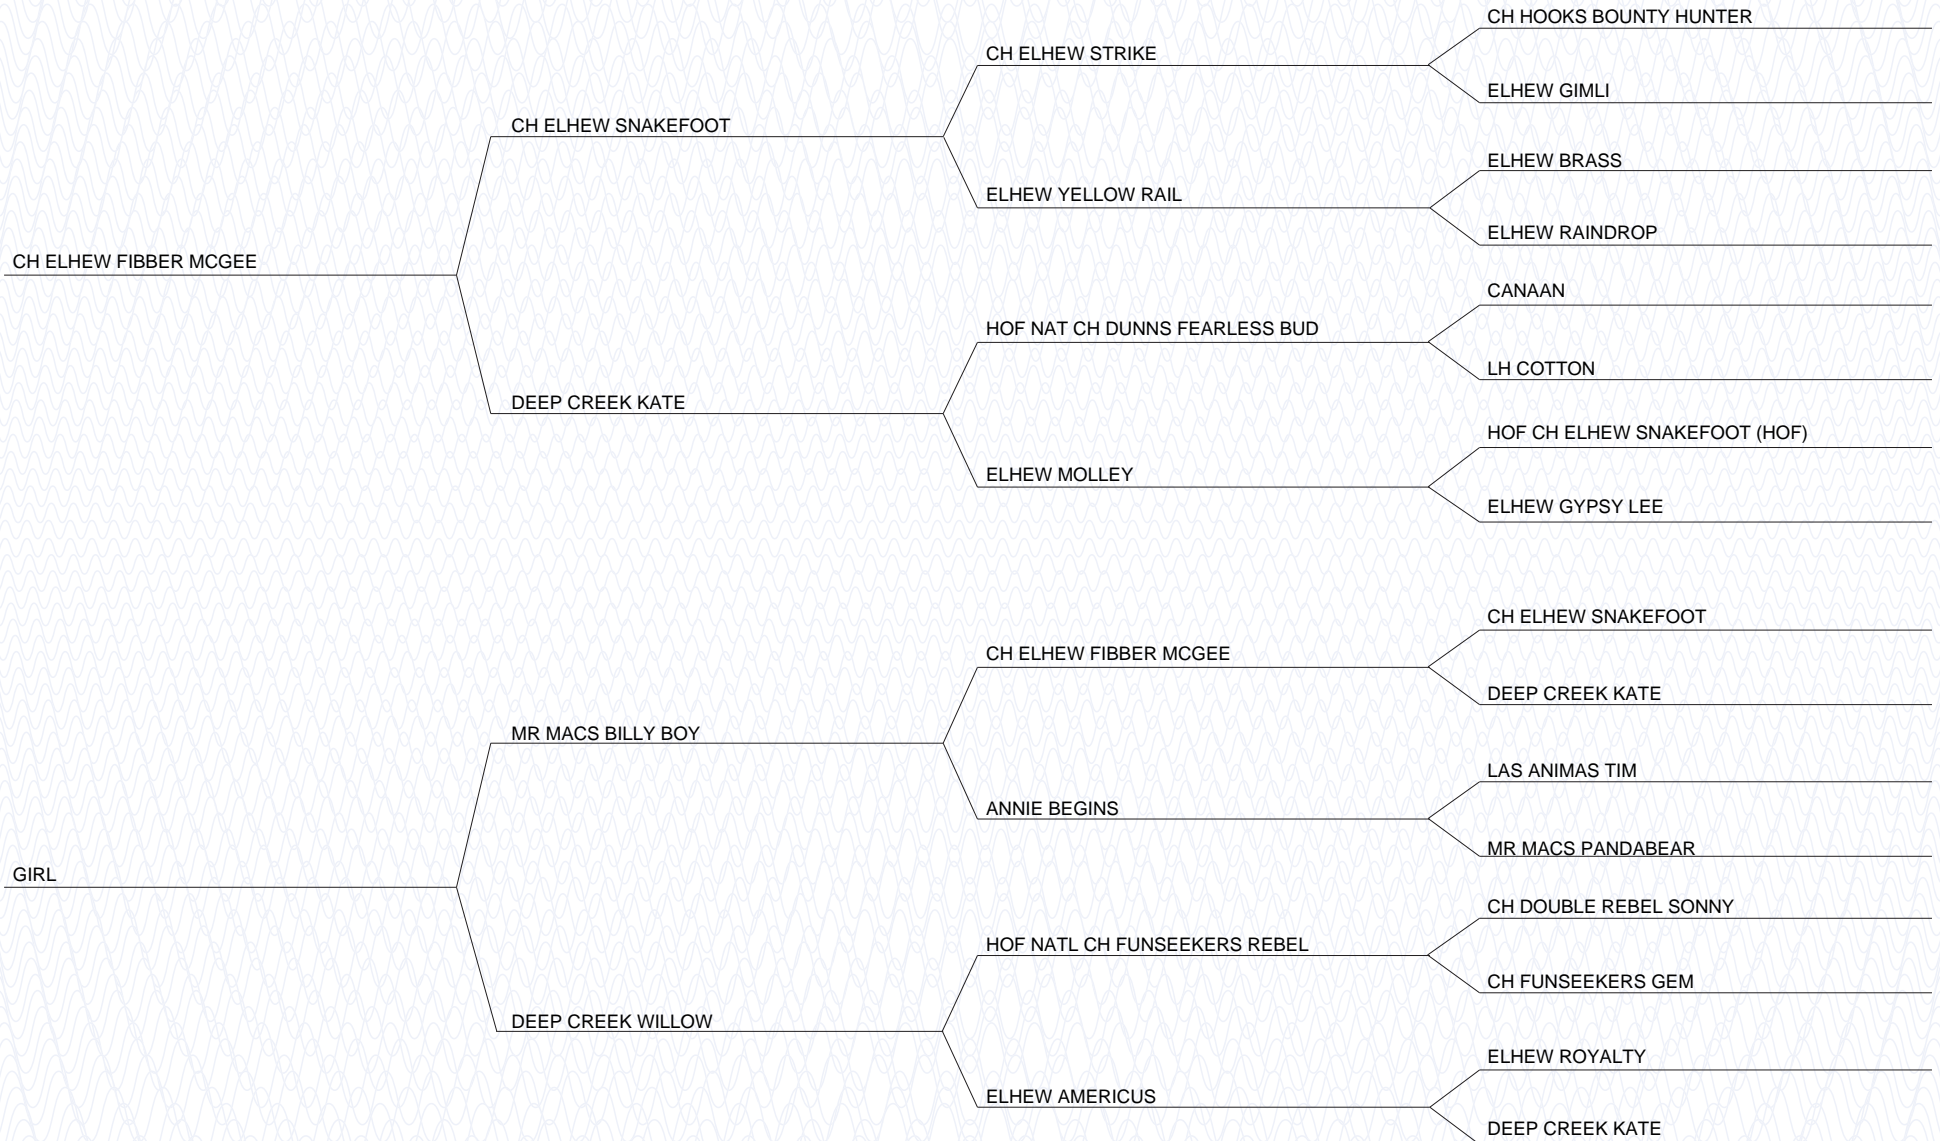 CH HOOKS BOUNTY HUNTER
CH ELHEW STRIKE
ELHEW GIMLI
CH ELHEW SNAKEFOOT
ELHEW BRASS
ELHEW YELLOW RAIL
ELHEW RAINDROP
CH ELHEW FIBBER MCGEE
CANAAN
HOF NAT CH DUNNS FEARLESS BUD
LH COTTON
DEEP CREEK KATE
HOF CH ELHEW SNAKEFOOT (HOF)
ELHEW MOLLEY
ELHEW GYPSY LEE
CH ELHEW SNAKEFOOT
CH ELHEW FIBBER MCGEE
DEEP CREEK KATE
MR MACS BILLY BOY
LAS ANIMAS TIM
ANNIE BEGINS
MR MACS PANDABEAR
GIRL
CH DOUBLE REBEL SONNY
HOF NATL CH FUNSEEKERS REBEL
CH FUNSEEKERS GEM
DEEP CREEK WILLOW
ELHEW ROYALTY
ELHEW AMERICUS
DEEP CREEK KATE